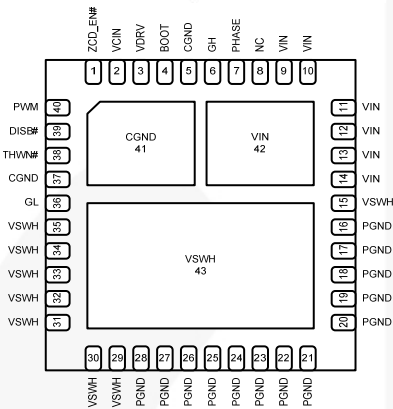 ZCD_EN#
VCIN
VDRV
BOOT
CGND
GH
PHASE
NC
VIN
VIN
1
2
3
4
5
6
7
8
9
10
PWM 40
DISB# 39
THWN# 38
CGND 37
GL 36
VSWH 35
VSWH 34
VSWH 33
VSWH 32
VSWH 31
CGND
41
VIN
42
VSWH
43
11 VIN
12 VIN
13 VIN
14 VIN
15 VSWH
16 PGND
17 PGND
18 PGND
19 PGND
20 PGND
30
29
28
27
26
25
24
23
22
21
VSWH
VSWH
PGND
PGND
PGND
PGND
PGND
PGND
PGND
PGND